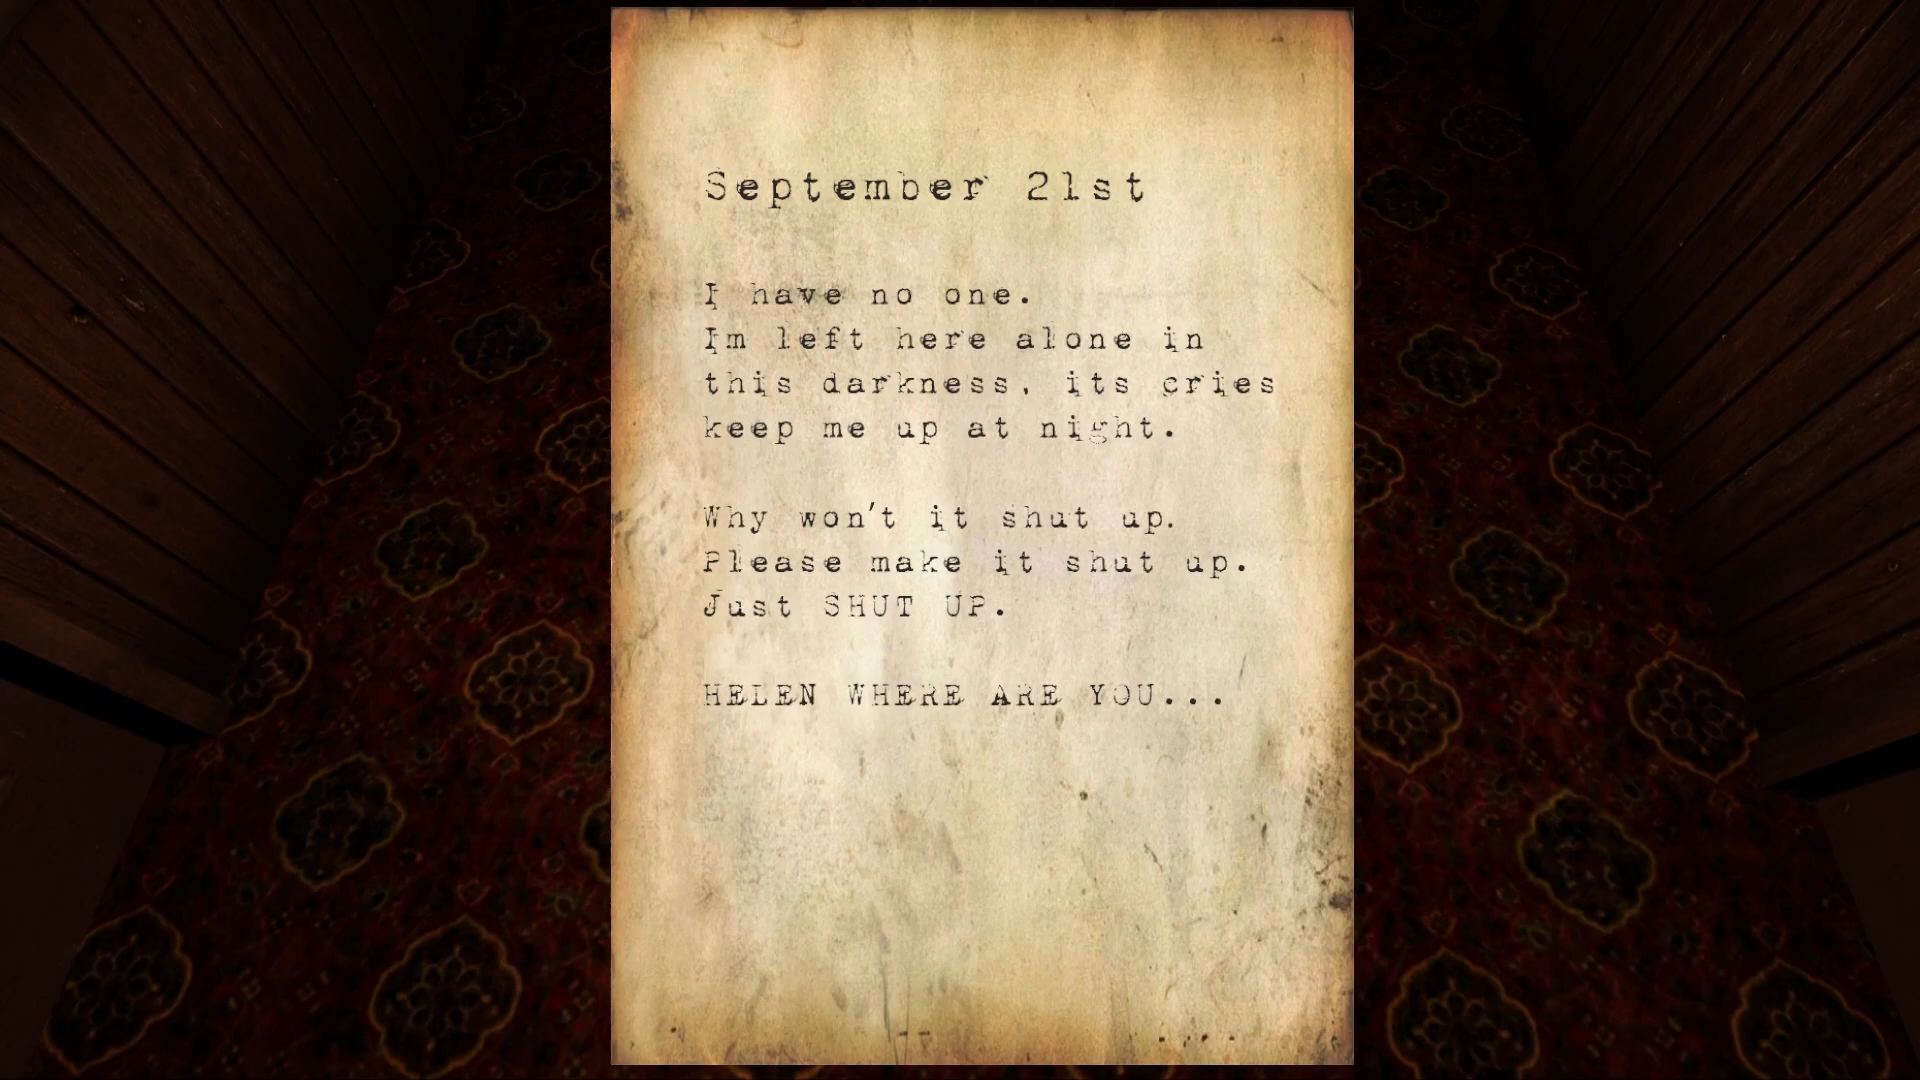 September 21st
I have no one.
Im left here alone in
this darkness, its cries
keep me up at night.
Why won't it shut up.
Please make it shut up.
Just SHUT UP.
HELEN WHERE ARE YOU...